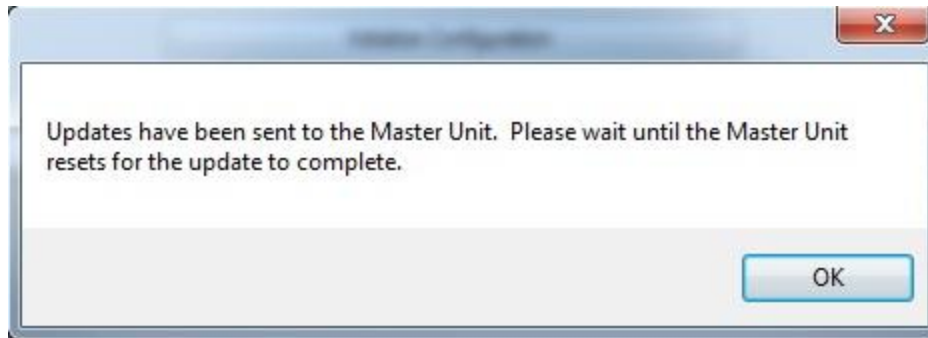 Updates have been sent to the Master Unit.  Please wait until the Master Unit
resets for the update to complete.
OK